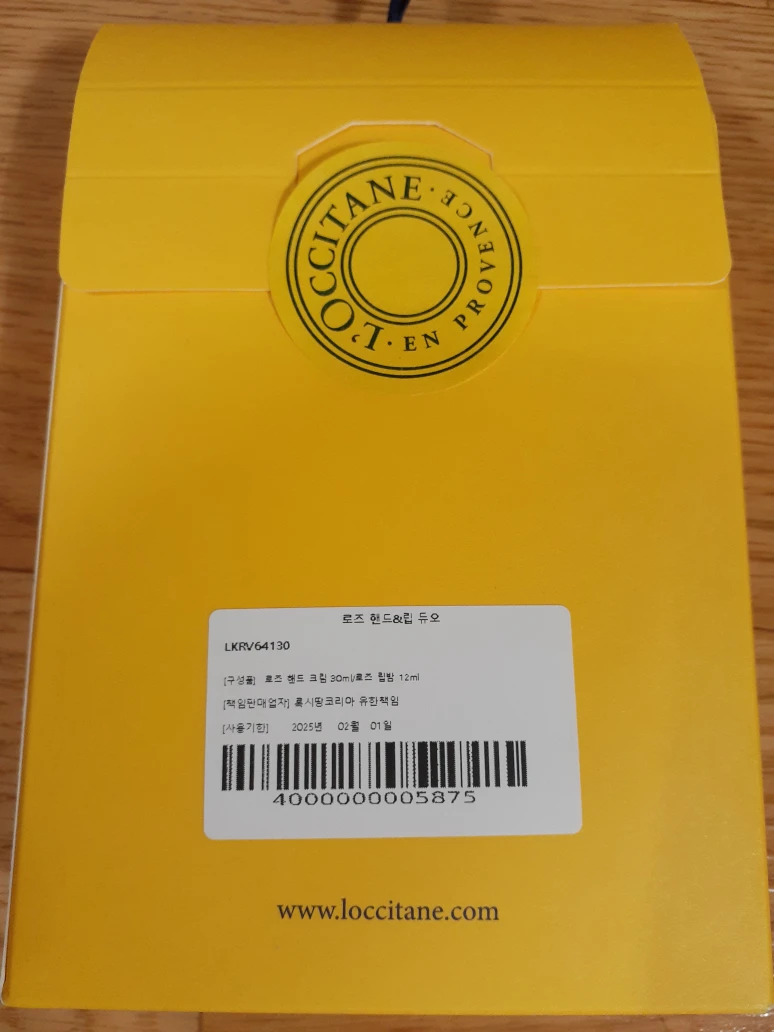 L'OCCITANE · EN PROVENCE ·
로즈 핸드&립 듀오
LKRV64130
[구성품] 로즈 핸드 크림 30ml/로즈 립밤 12ml
[책임판매업자] 록시땅코리아 유한책임
[사용기한] 2025년 02월 01일
4000000005875
www.loccitane.com